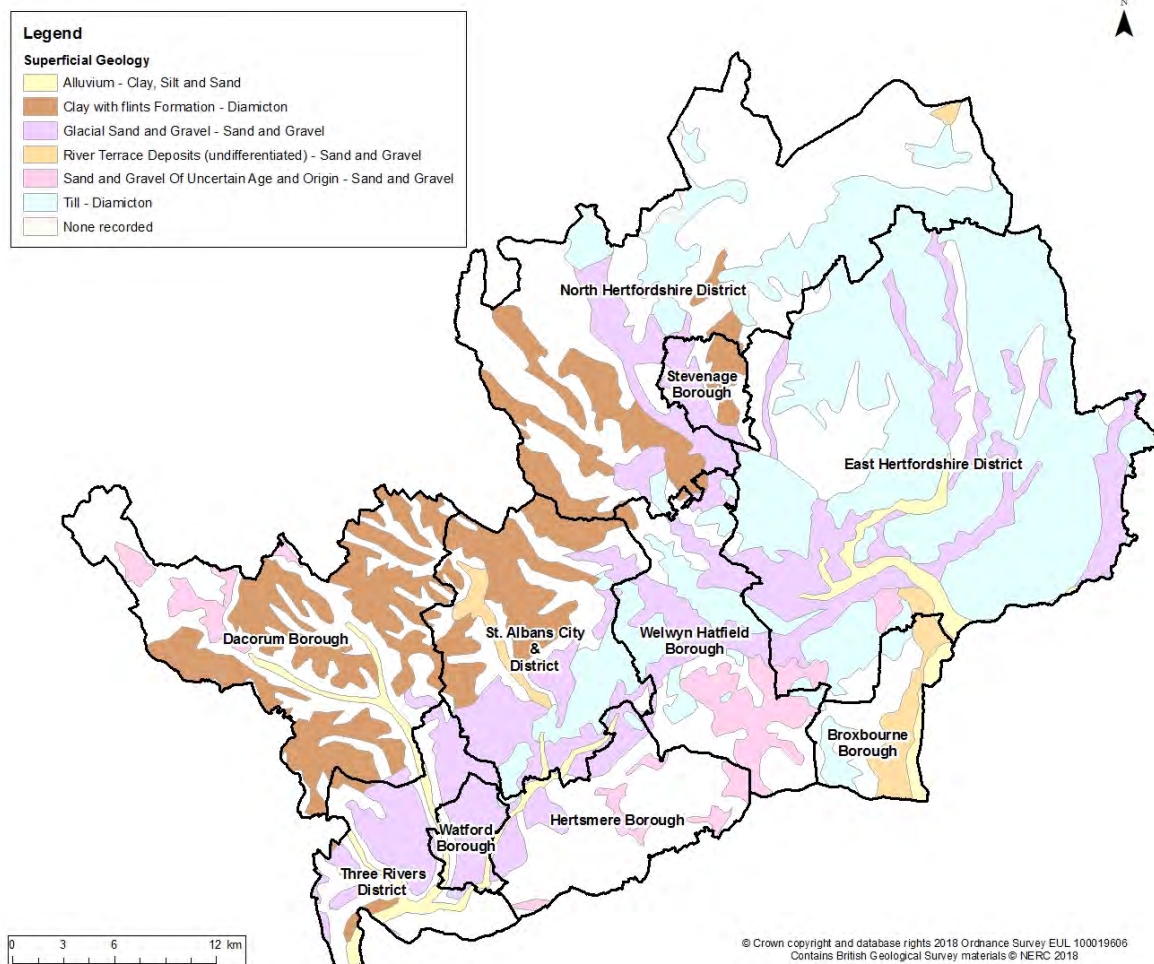 N
Legend
Superficial Geology
Alluvium - Clay, Silt and Sand
Clay with flints Formation - Diamicton
Glacial Sand and Gravel - Sand and Gravel
River Terrace Deposits (undifferentiated) - Sand and Gravel
Sand and Gravel Of Uncertain Age and Origin - Sand and Gravel
Till - Diamicton
None recorded
North Hertfordshire District
Stevenage
Borough
East Hertfordshire District
Dacorum Borough
St. Albans City
&
District
Welwyn Hatfield
Borough
Broxbourne
Borough
Hertsmere Borough
Watford
Borough
Three Rivers
District
0 3 6 12 km
© Crown copyright and database rights 2018 Ordnance Survey EUL 100019606
Contains British Geological Survey materials © NERC 2018